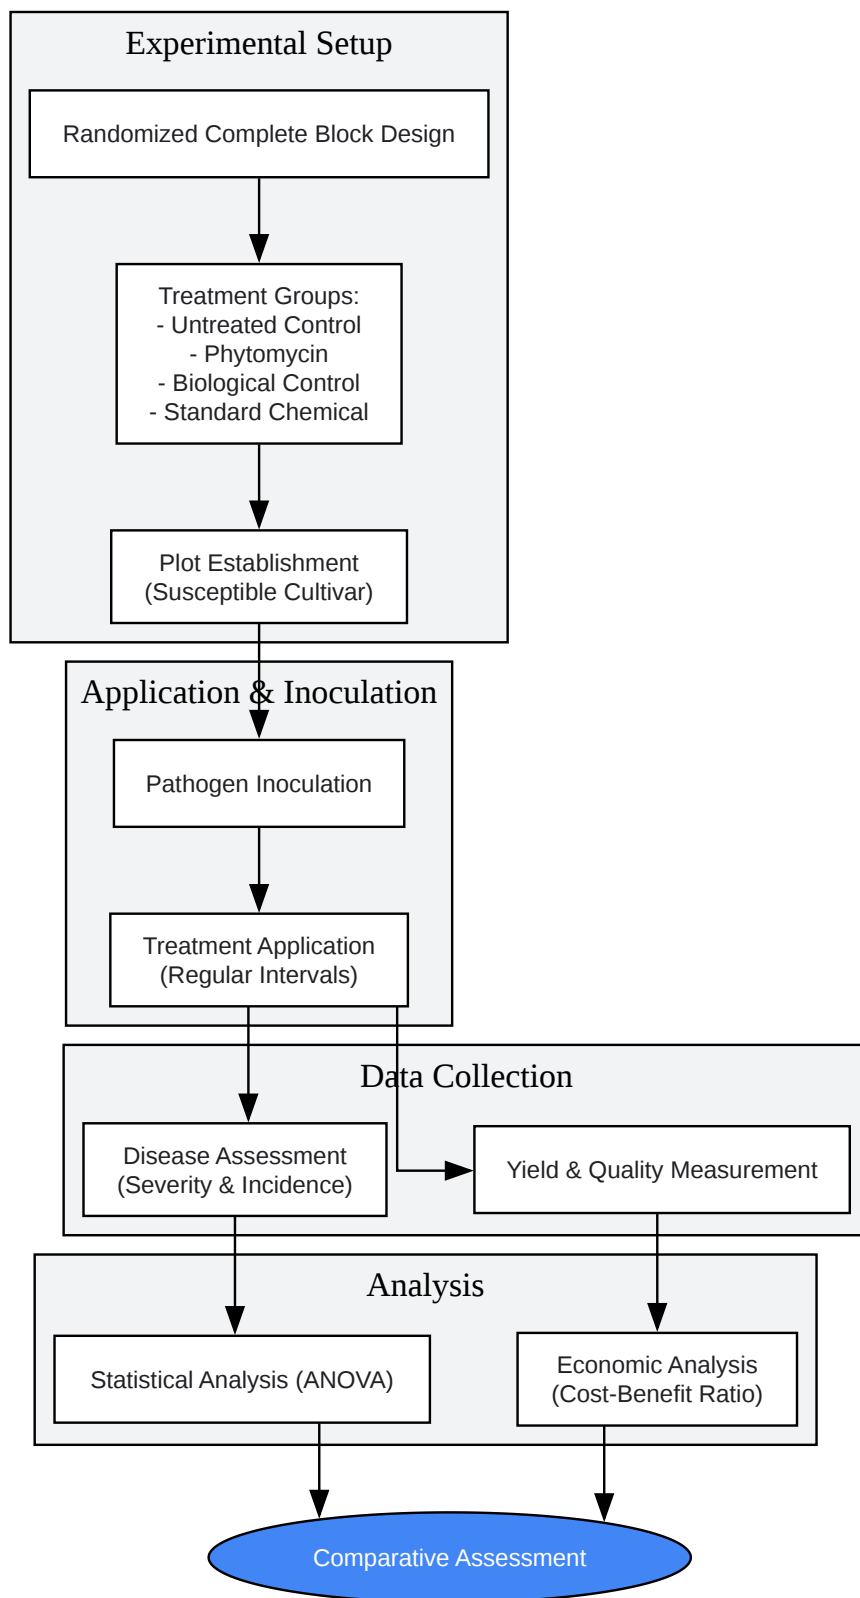 Experimental Setup
Randomized Complete Block Design
Treatment Groups:
- Untreated Control
- Phytomycin
- Biological Control
- Standard Chemical
Plot Establishment
(Susceptible Cultivar)
Application & Inoculation
Pathogen Inoculation
Treatment Application
(Regular Intervals)
Data Collection
Disease Assessment
(Severity & Incidence)
Yield & Quality Measurement
Analysis
Statistical Analysis (ANOVA)
Economic Analysis
(Cost-Benefit Ratio)
Comparative Assessment